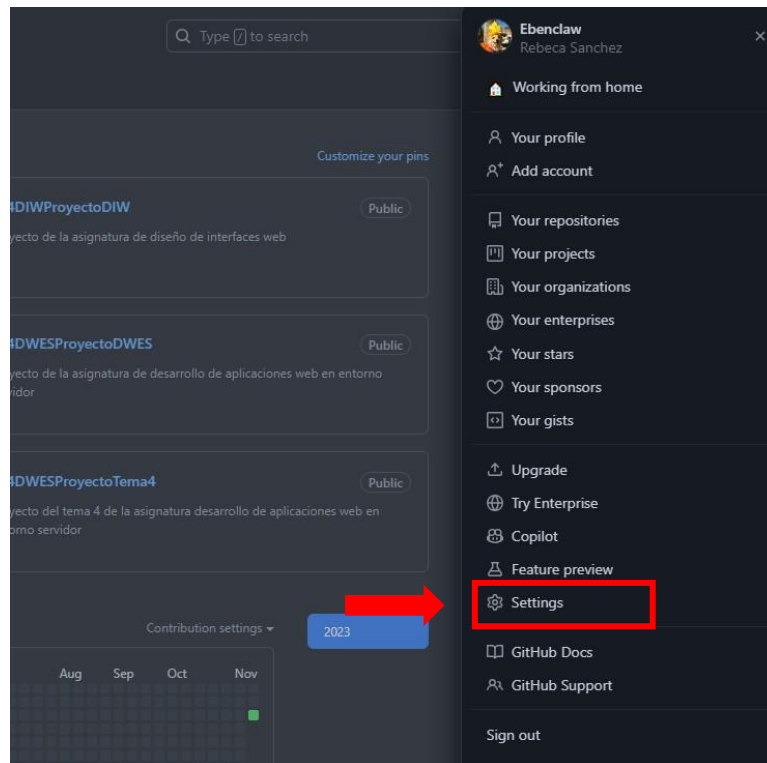 Type / to search
Customize your pins
4DIWProyectoDIW
Public
yecto de la asignatura de diseño de interfaces web
4DWESProyectoDWES
Public
yecto de la asignatura de desarrollo de aplicaciones web en entorno
vidor
4DWESProyectoTema4
Public
yecto del tema 4 de la asignatura desarrollo de aplicaciones web en
orno servidor
Contribution settings
2023
Aug Sep Oct Nov
Ebenclaw
Rebeca Sanchez
Working from home
Your profile
Add account
Your repositories
Your projects
Your organizations
Your enterprises
Your stars
Your sponsors
Your gists
Upgrade
Try Enterprise
Copilot
Feature preview
Settings
GitHub Docs
GitHub Support
Sign out